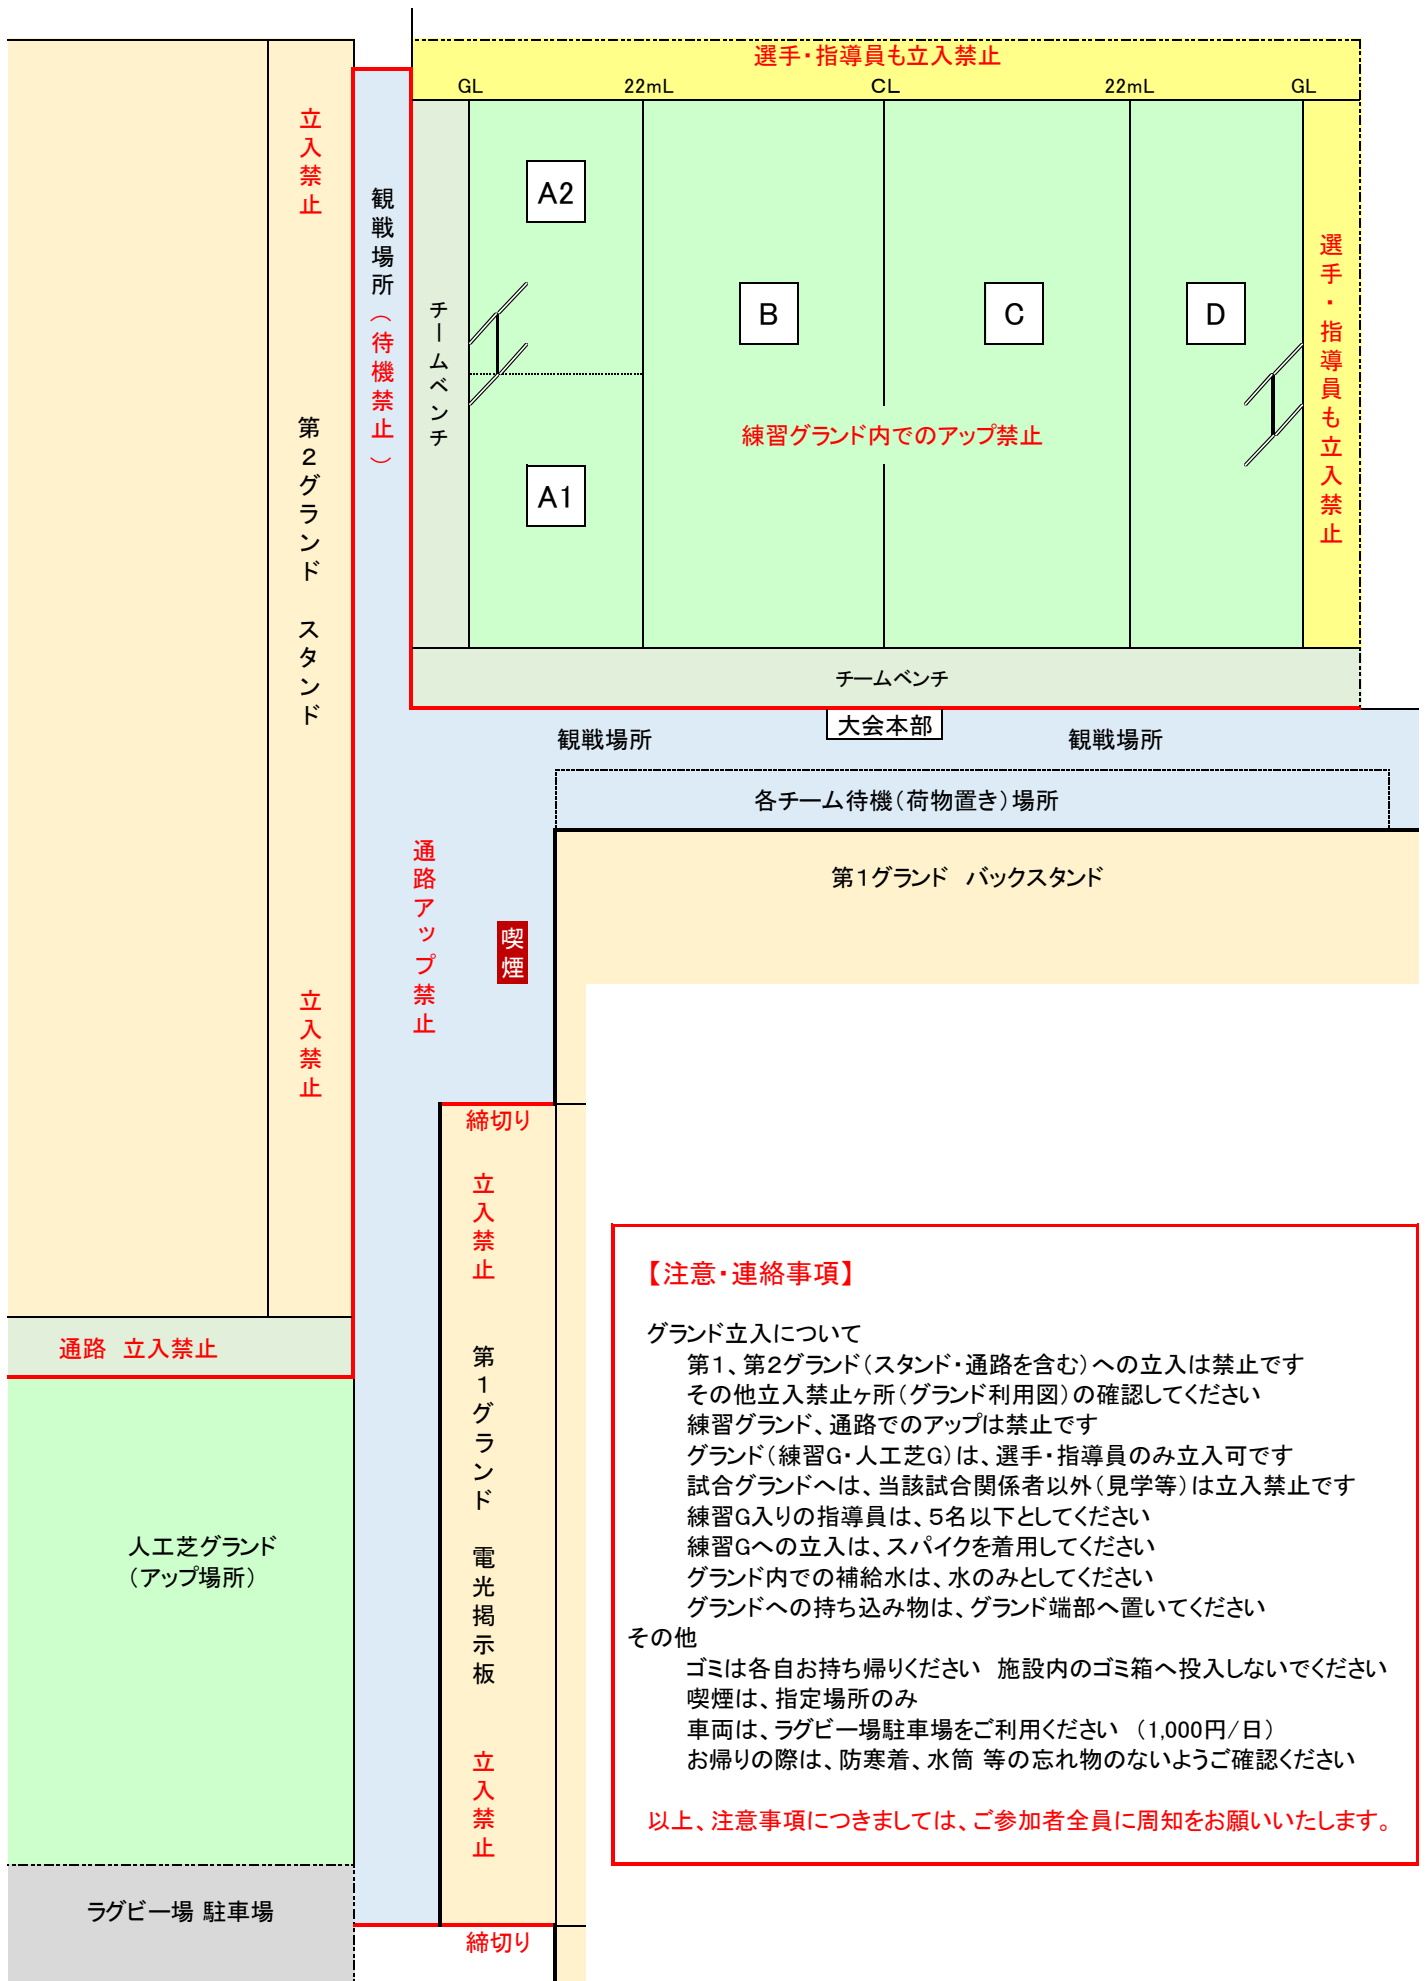 選手・指導員も立入禁止
GL
22mL
CL
22mL
GL
立入禁止
観戦場所（待機禁止）
チームベンチ
A2
A1
B
C
D
練習グランド内でのアップ禁止
選手・指導員も立入禁止
第2グランド　スタンド
チームベンチ
大会本部
観戦場所
観戦場所
各チーム待機（荷物置き）場所
第1グランド　バックスタンド
通路アップ禁止
喫煙
立入禁止
締切り
立入禁止
第1グランド　電光掲示板
立入禁止
締切り
通路　立入禁止
人工芝グランド
（アップ場所）
ラグビー場 駐車場
【注意・連絡事項】
グランド立入について
第1、第2グランド（スタンド・通路を含む）への立入は禁止です
その他立入禁止ヶ所（グランド利用図）の確認してください
練習グランド、通路でのアップは禁止です
グランド（練習G・人工芝G）は、選手・指導員のみ立入可です
試合グランドへは、当該試合関係者以外（見学等）は立入禁止です
練習G入りの指導員は、5名以下としてください
練習Gへの立入は、スパイクを着用してください
グランド内での補給水は、水のみとしてください
グランドへの持ち込み物は、グランド端部へ置いてください
その他
ゴミは各自お持ち帰りください　施設内のゴミ箱へ投入しないでください
喫煙は、指定場所のみ
車両は、ラグビー場駐車場をご利用ください　（1,000円/日）
お帰りの際は、防寒着、水筒 等の忘れ物のないようご確認ください
以上、注意事項につきましては、ご参加者全員に周知をお願いいたします。